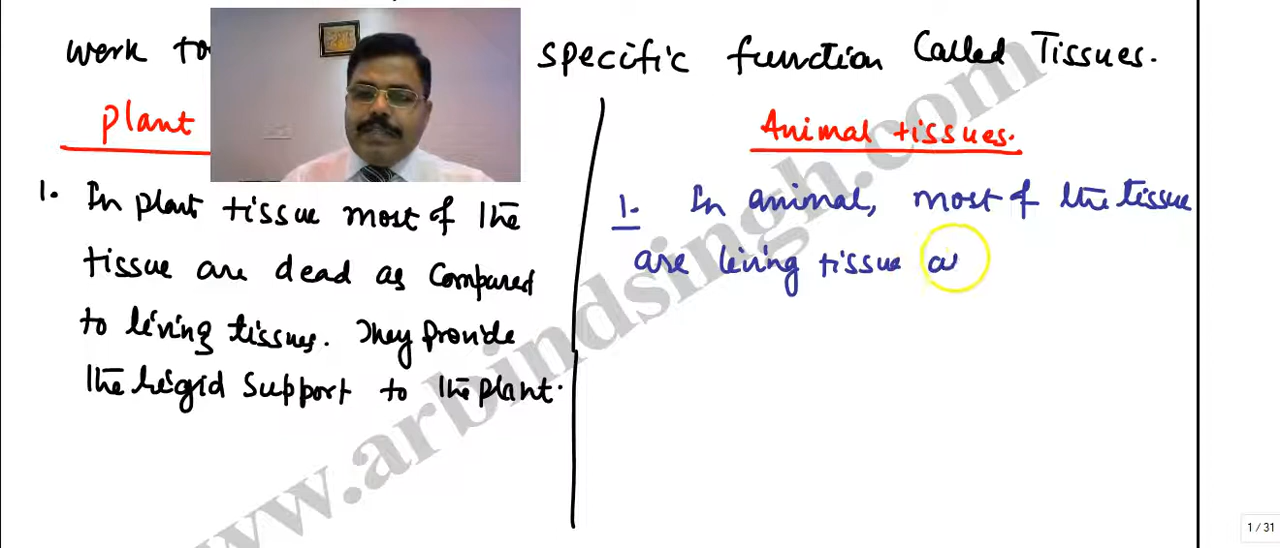 work to specific function Called Tissues.
Plant
Animal tissues.
1. In plant tissue most of the
tissue are dead as compared
to living tissues. They provide
the rigid support to the plant.
1. In animal, most of the tissue
are living tissue a
www.arbindsingh.com
1 / 31